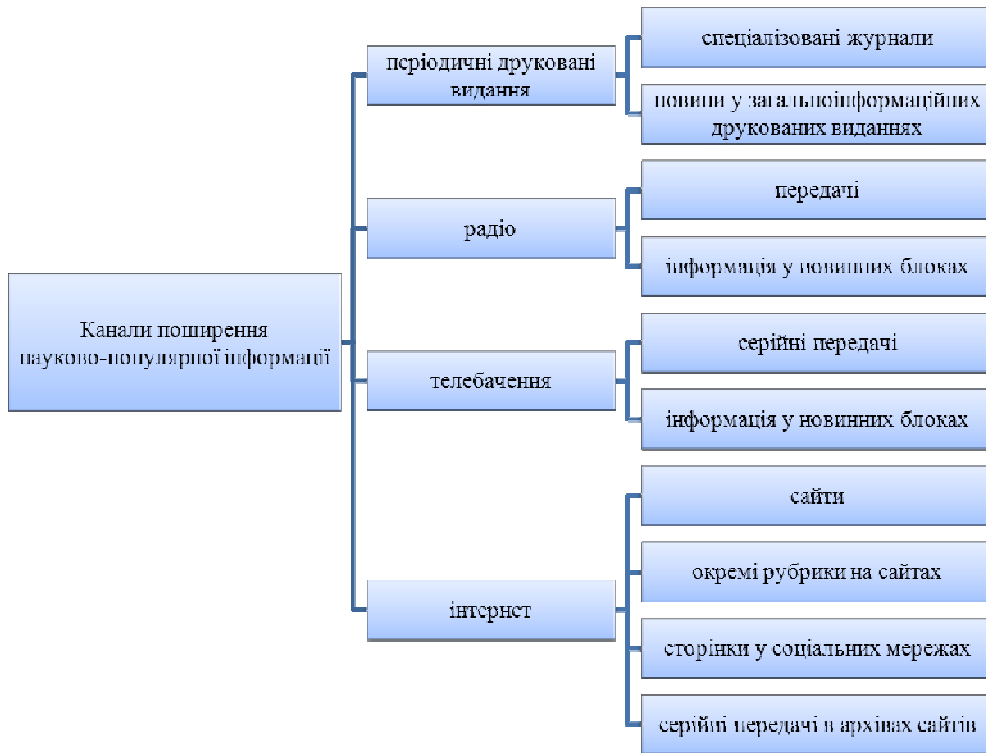 Канали поширення
науково-популярної інформації
періодичні друковані
видання
спеціалізовані журнали
новини у загальноінформаційних
друкованих виданнях
радіо
передачі
інформація у новинних блоках
телебачення
серійні передачі
інформація у новинних блоках
інтернет
сайти
окремі рубрики на сайтах
сторінки у соціальних мережах
серійні передачі в архівах сайтів